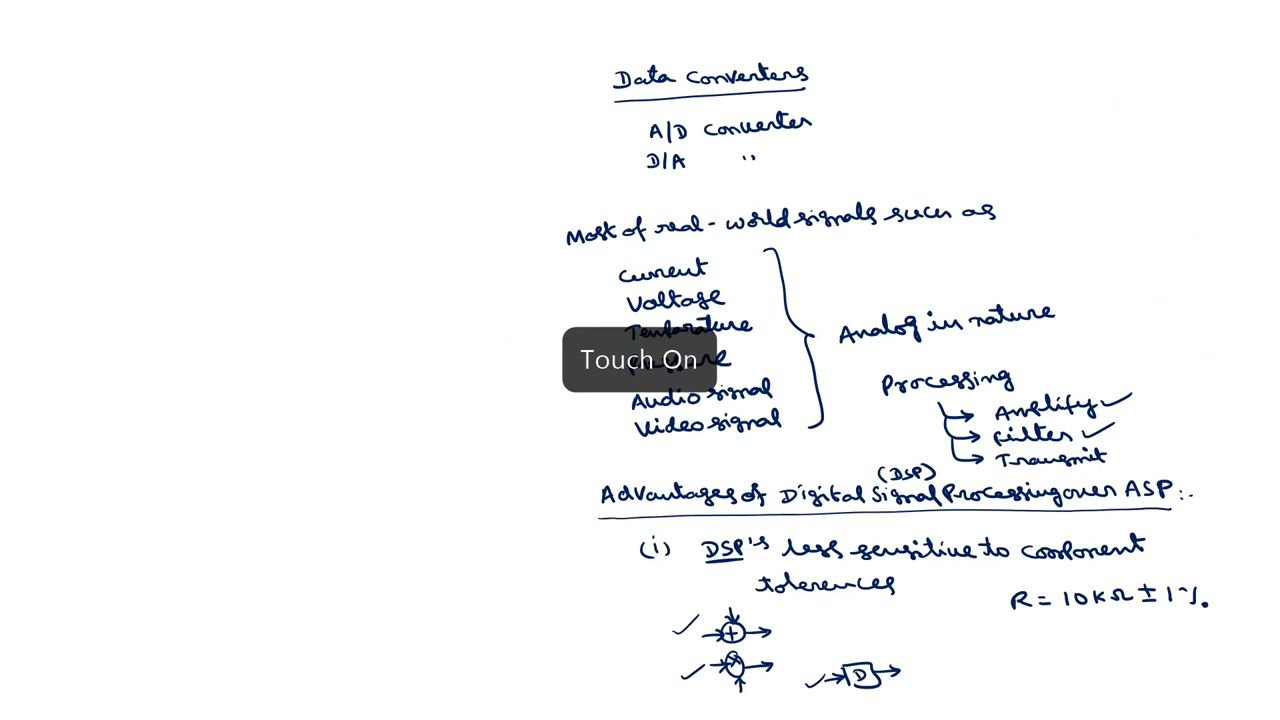 Data Converters
A/D Converter
D/A "
Most of real-world signals such as
Current
Voltage
Touch On
Audio signal
Video signal
Analog in nature
Processing
Amplify ✓
filter ✓
Transmit
(DSP)
Advantages of Digital Signal Processing over ASP:-
(i) DSP's less sensitive to component
tolerences
R = 10KΩ ± 1%.
✓ +
✓ ×
✓ D